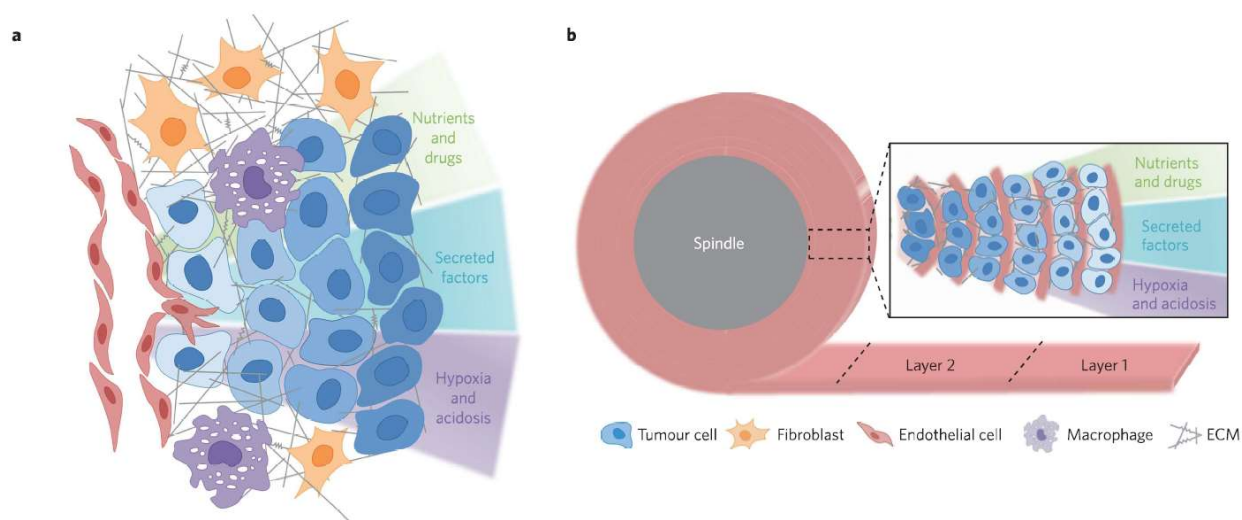 a
Nutrients
and
drugs
Secreted
factors
Hypoxia
and
acidosis
b
Spindle
Nutrients
and drugs
Secreted
factors
Hypoxia
and acidosis
Layer 2
Layer 1
Tumour cell
Fibroblast
Endothelial cell
Macrophage
ECM